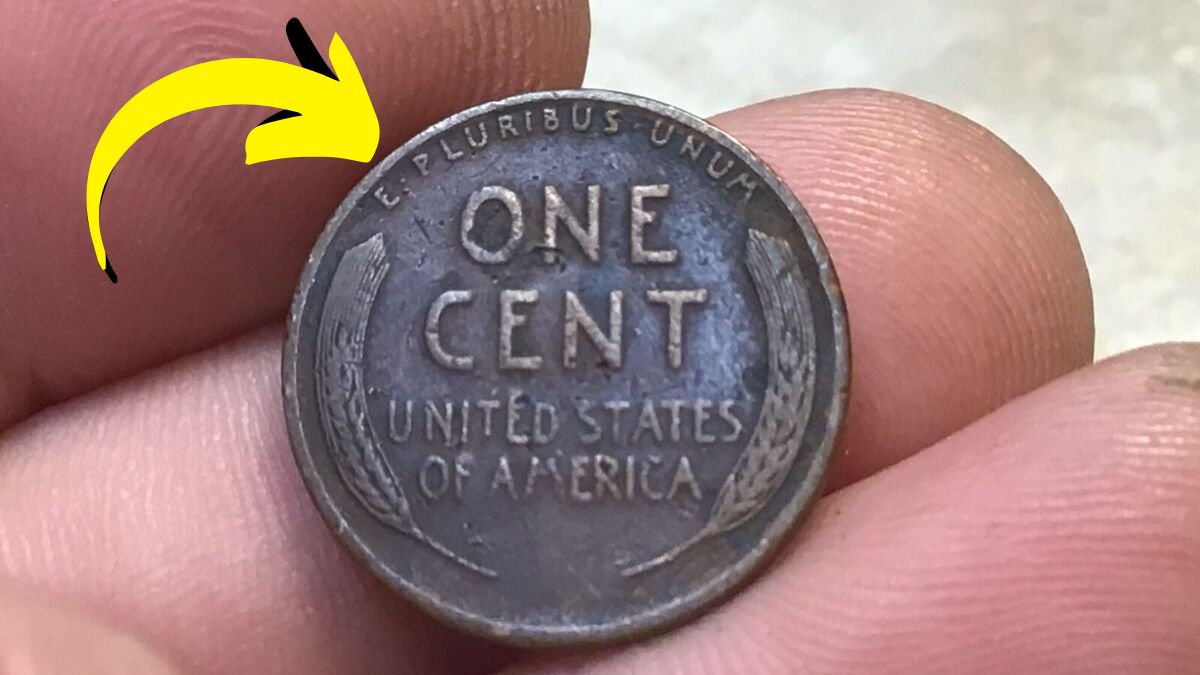 E·PLURIBUS·UNUM
ONE
CENT
UNITED STATES
OF AMERICA